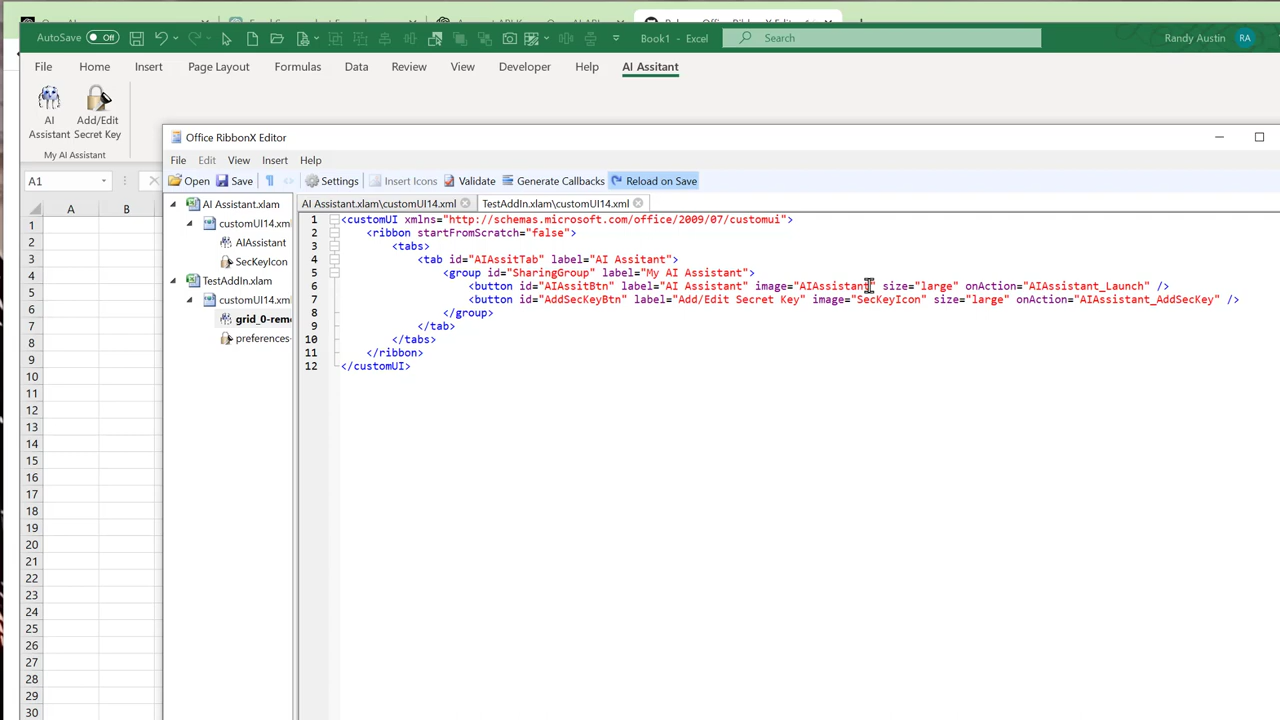 AutoSave Off Book1 - Excel Search Randy Austin RA
File Home Insert Page Layout Formulas Data Review View Developer Help AI Assitant
AI Assistant
Add/Edit Secret Key
My AI Assistant
Office RibbonX Editor
File Edit View Insert Help
A1
Open Save Settings Insert Icons Validate Generate Callbacks Reload on Save
AI Assistant.xlam AI Assistant.xlam\customUI14.xml TestAddIn.xlam\customUI14.xml
A B
customUI14.xml
AIAssistant
SecKeyIcon
TestAddIn.xlam
customUI14.xml
grid_0-rem
preferences-
1 <customUI xmlns="http://schemas.microsoft.com/office/2009/07/customui">
2 <ribbon startFromScratch="false">
3 <tabs>
4 <tab id="AIAssitTab" label="AI Assitant">
5 <group id="SharingGroup" label="My AI Assistant">
6 <button id="AIAssitBtn" label="AI Assistant" image="AIAssistant" size="large" onAction="AIAssistant_Launch" />
7 <button id="AddSecKeyBtn" label="Add/Edit Secret Key" image="SecKeyIcon" size="large" onAction="AIAssistant_AddSecKey" />
8 </group>
9 </tab>
10 </tabs>
11 </ribbon>
12 </customUI>
1
2
3
4
5
6
7
8
9
10
11
12
13
14
15
16
17
18
19
20
21
22
23
24
25
26
27
28
29
30